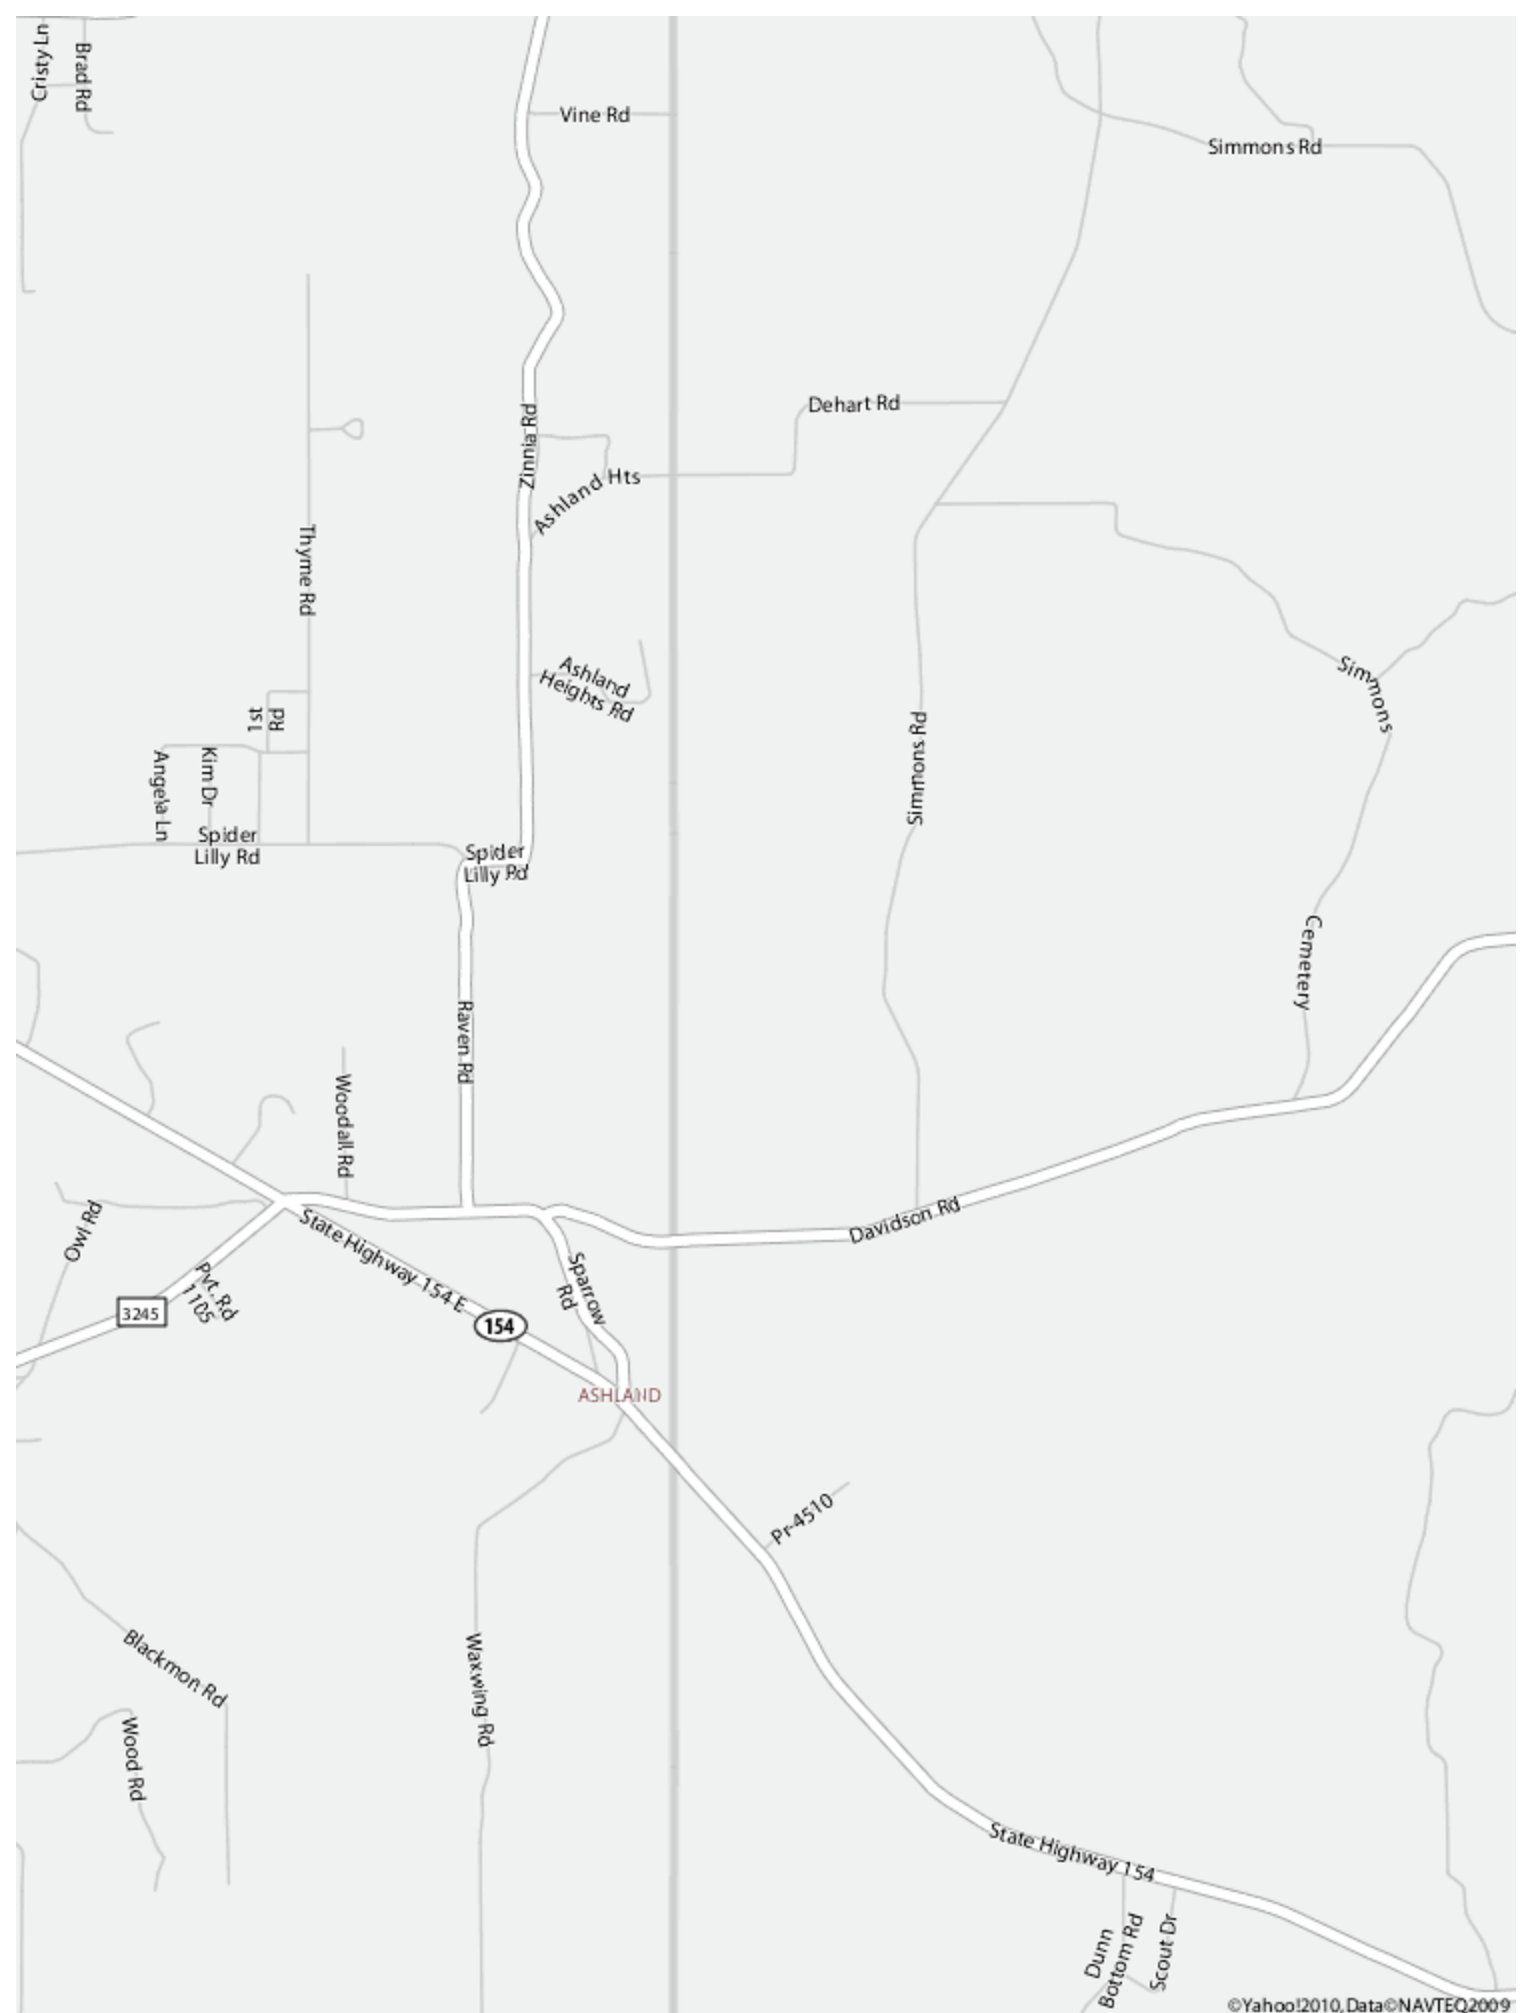 Cristy Ln
Brad Rd
Vine Rd
Simmons Rd
Dehart Rd
Zinnia Rd
Ashland Hts
Thyme Rd
Ashland
Heights Rd
Simmons
1st
Rd
Simmons Rd
Angela Ln
Kim Dr
Spider
Lilly Rd
Spider
Lilly Rd
Cemetery
Raven Rd
Woodall Rd
Owl Rd
State Highway 154 E
Davidson Rd
Sparrow
Rd
Pvt. Rd
1105
3245
154
ASHLAND
Pr-4510
Blackmon Rd
Waxwing Rd
Wood Rd
State Highway 154
Dunn
Bottom Rd
Scout Dr
©Yahoo!2010, Data©NAVTEQ2009